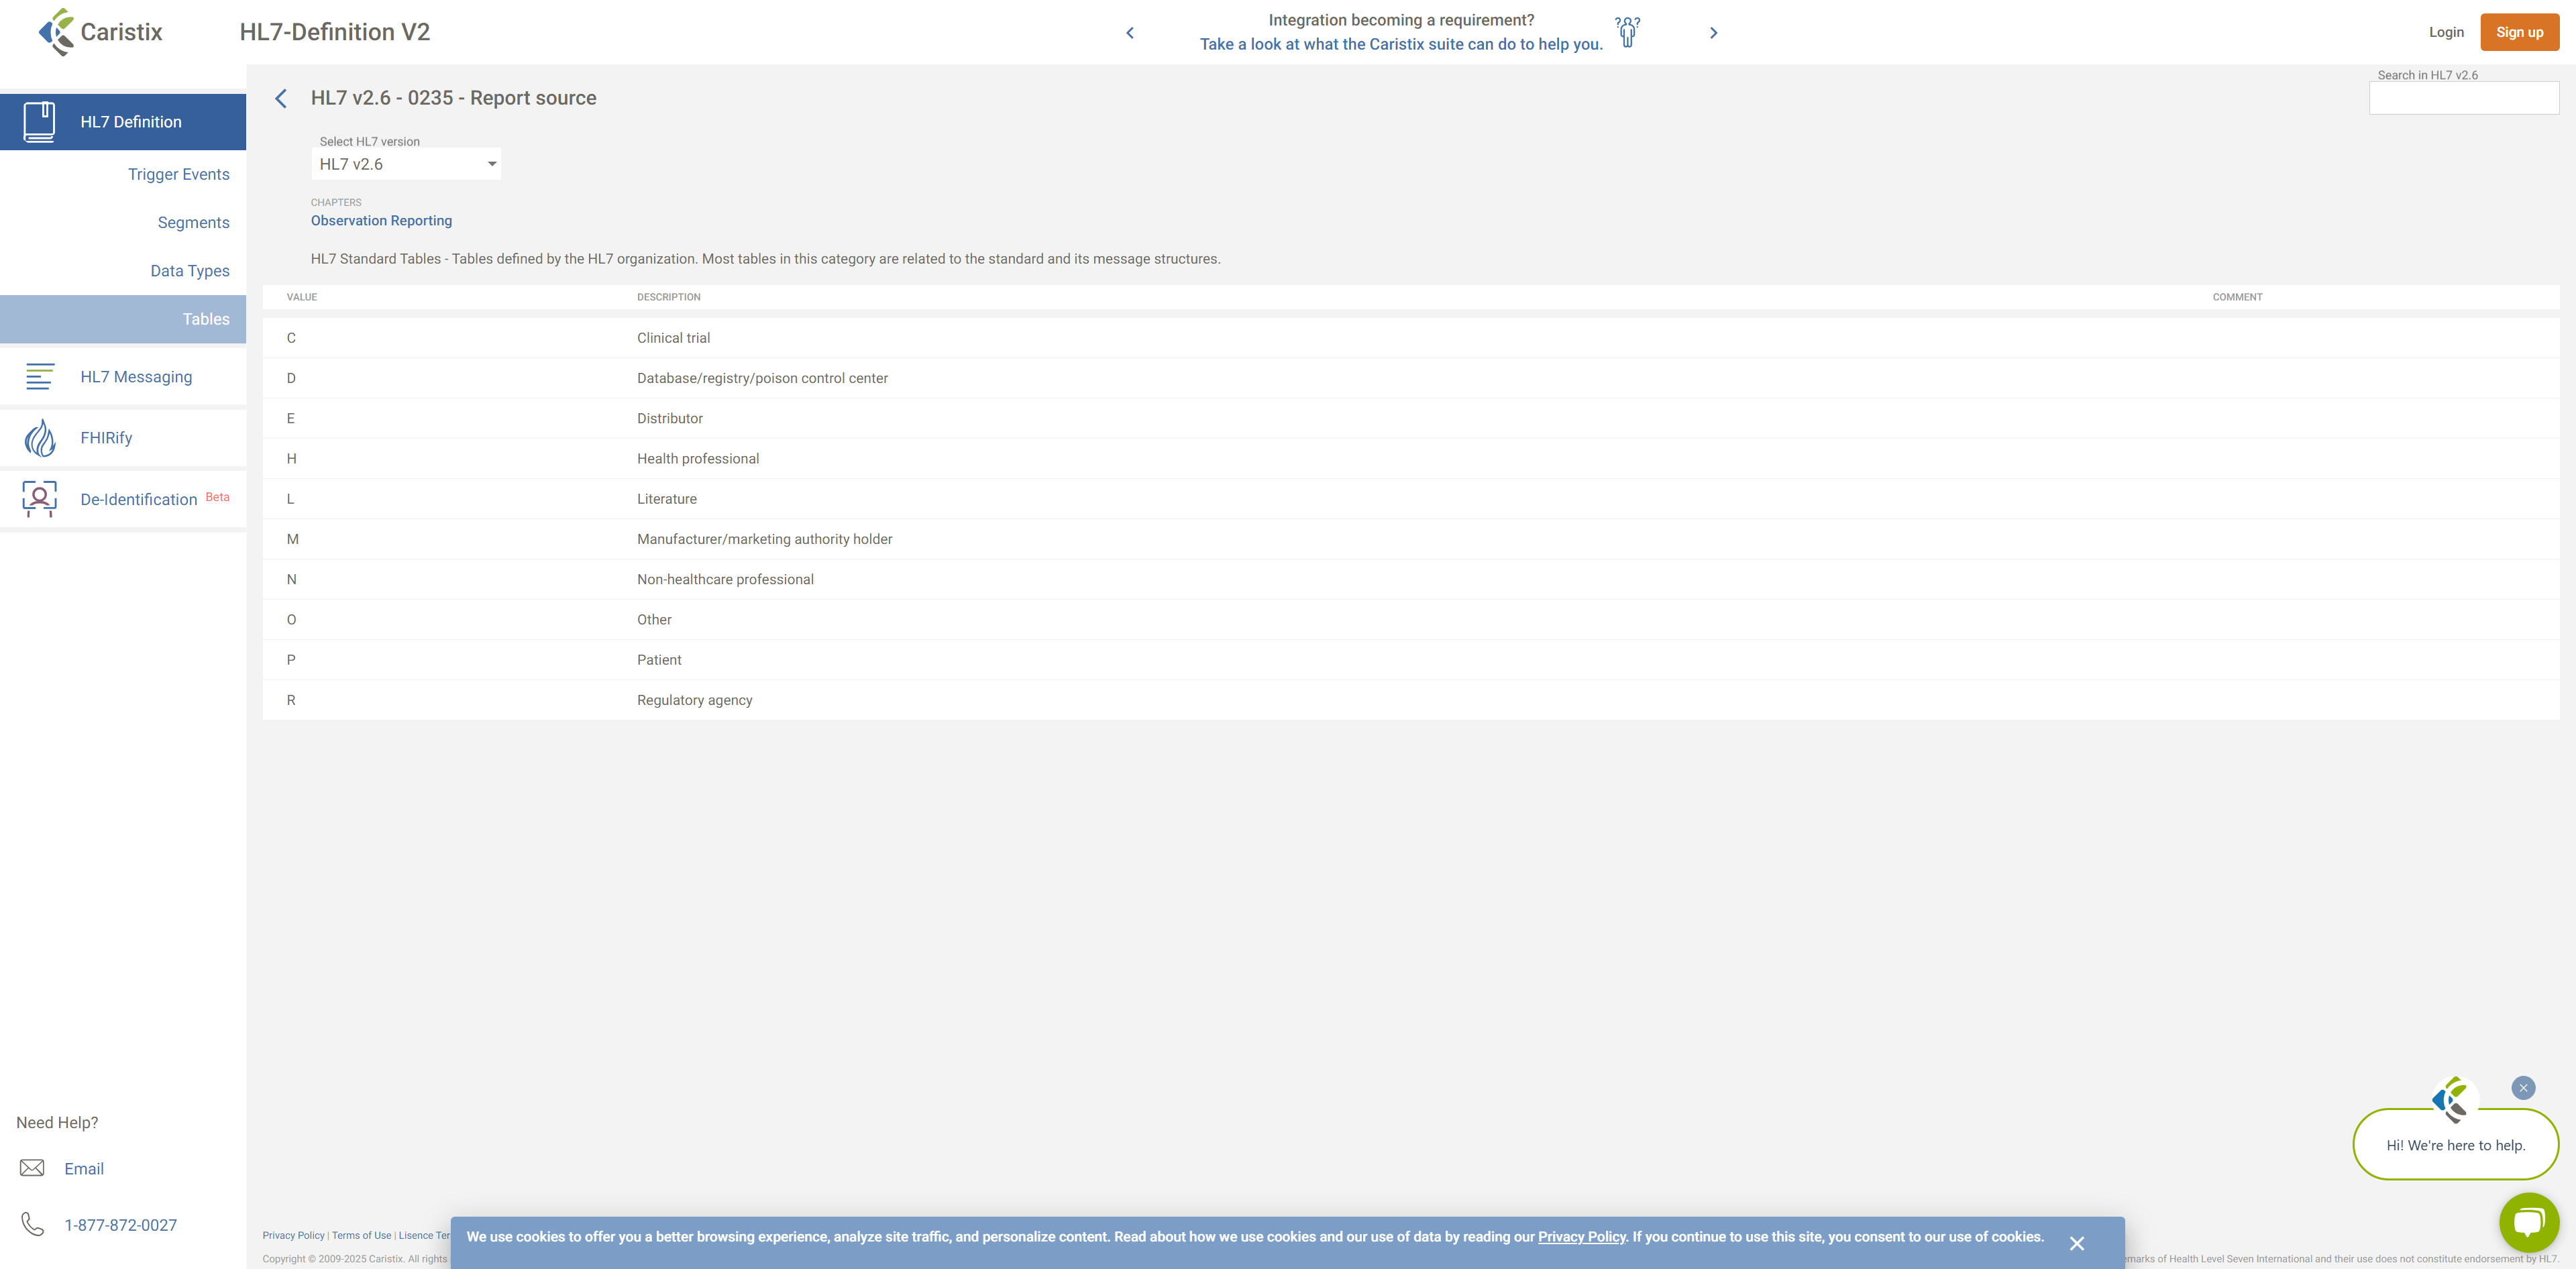 Caristix
HL7-Definition V2
Integration becoming a requirement?
Take a look at what the Caristix suite can do to help you.
Login
Sign up
HL7 Definition
Trigger Events
Segments
Data Types
Tables
HL7 Messaging
FHIRify
De-Identification Beta
Need Help?
Email
1-877-872-0027
HL7 v2.6 - 0235 - Report source
Search in HL7 v2.6
Select HL7 version
HL7 v2.6
CHAPTERS
Observation Reporting
HL7 Standard Tables - Tables defined by the HL7 organization. Most tables in this category are related to the standard and its message structures.
VALUE DESCRIPTION COMMENT
C Clinical trial
D Database/registry/poison control center
E Distributor
H Health professional
L Literature
M Manufacturer/marketing authority holder
N Non-healthcare professional
O Other
P Patient
R Regulatory agency
Hi! We're here to help.
Privacy Policy | Terms of Use | Lisence Ter
We use cookies to offer you a better browsing experience, analyze site traffic, and personalize content. Read about how we use cookies and our use of data by reading our Privacy Policy. If you continue to use this site, you consent to our use of cookies.
Copyright © 2009-2025 Caristix. All rights
emarks of Health Level Seven International and their use does not constitute endorsement by HL7.